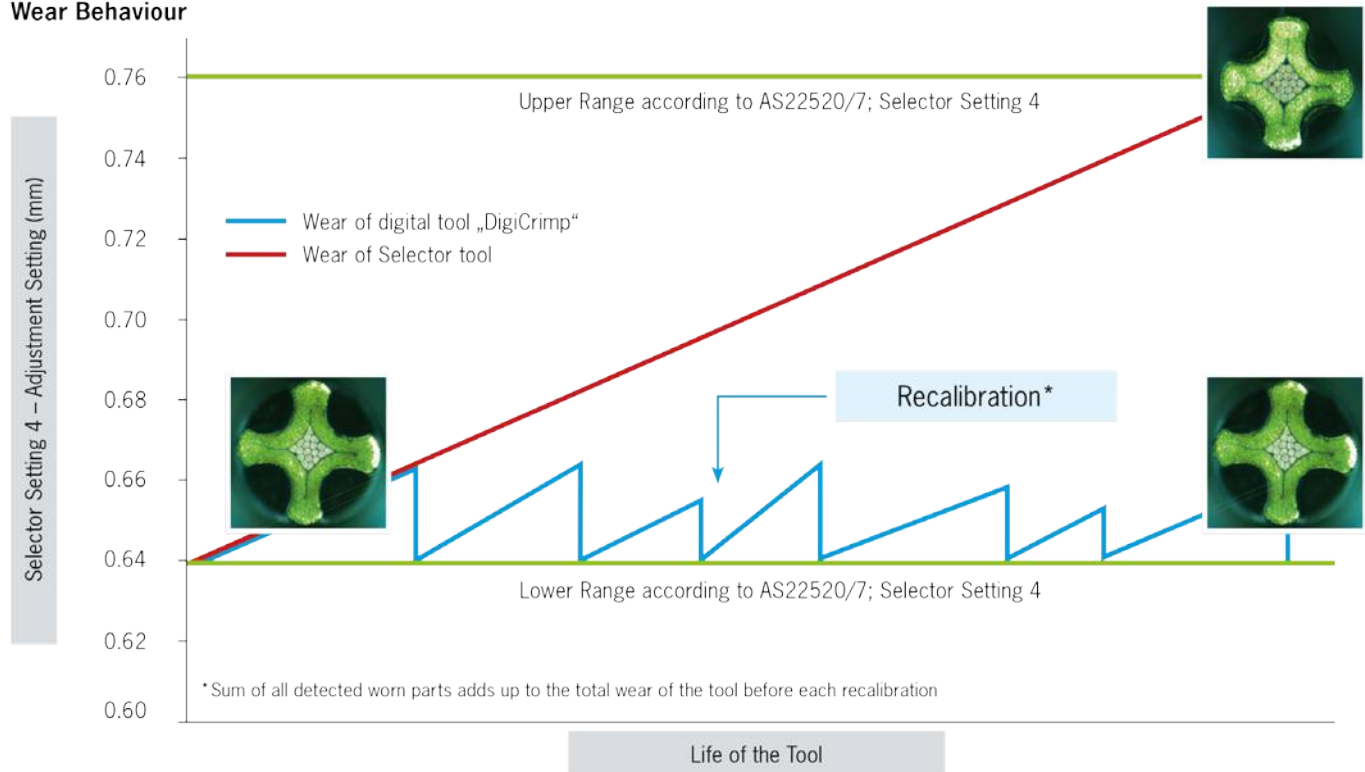 Wear Behaviour
0.76
Upper Range according to AS22520/7; Selector Setting 4
0.74
Wear of digital tool „DigiCrimp“
0.72
Wear of Selector tool
0.70
0.68
Recalibration*
0.66
0.64
Lower Range according to AS22520/7; Selector Setting 4
0.62
*Sum of all detected worn parts adds up to the total wear of the tool before each recalibration
0.60
Selector Setting 4 – Adjustment Setting (mm)
Life of the Tool